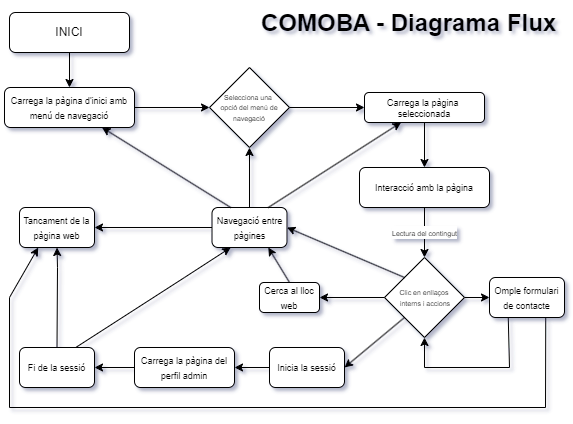 COMOBA - Diagrama Flux
INICI
Carrega la pàgina d'inici amb
menú de navegació
Selecciona una
opció del menú de
navegació
Carrega la pàgina
seleccionada
Interacció amb la pàgina
Lectura del contingut
Tancament de la
pàgina web
Navegació entre
pàgines
Cerca al lloc
web
Clic en enllaços
interns i accions
Omple formulari
de contacte
Fi de la sessió
Carrega la pàgina del
perfil admin
Inicia la sessió